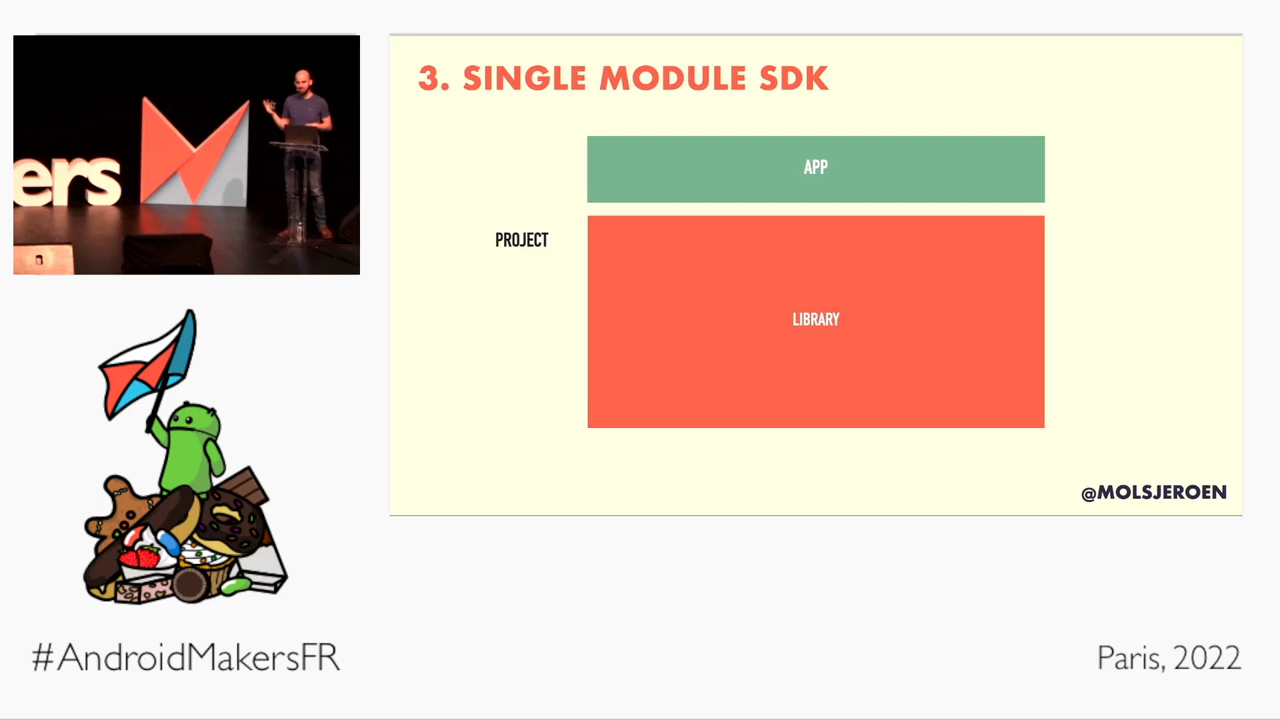 ers
3. SINGLE MODULE SDK
APP
PROJECT
LIBRARY
@MOLSJEROEN
#AndroidMakersFR
Paris, 2022